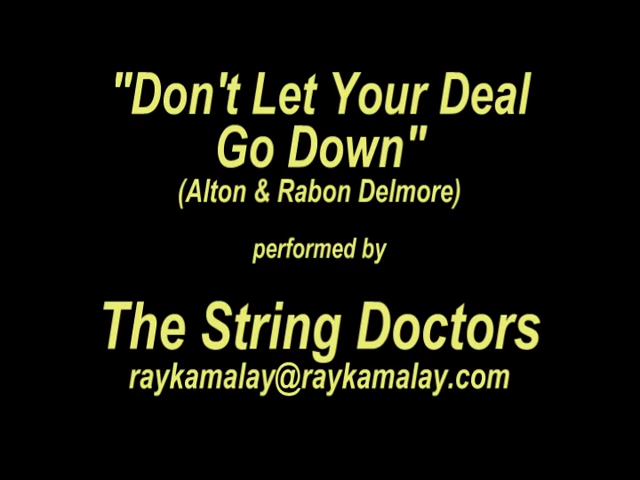 "Don't Let Your Deal
Go Down"
(Alton & Rabon Delmore)
performed by
The String Doctors
raykamalay@raykamalay.com